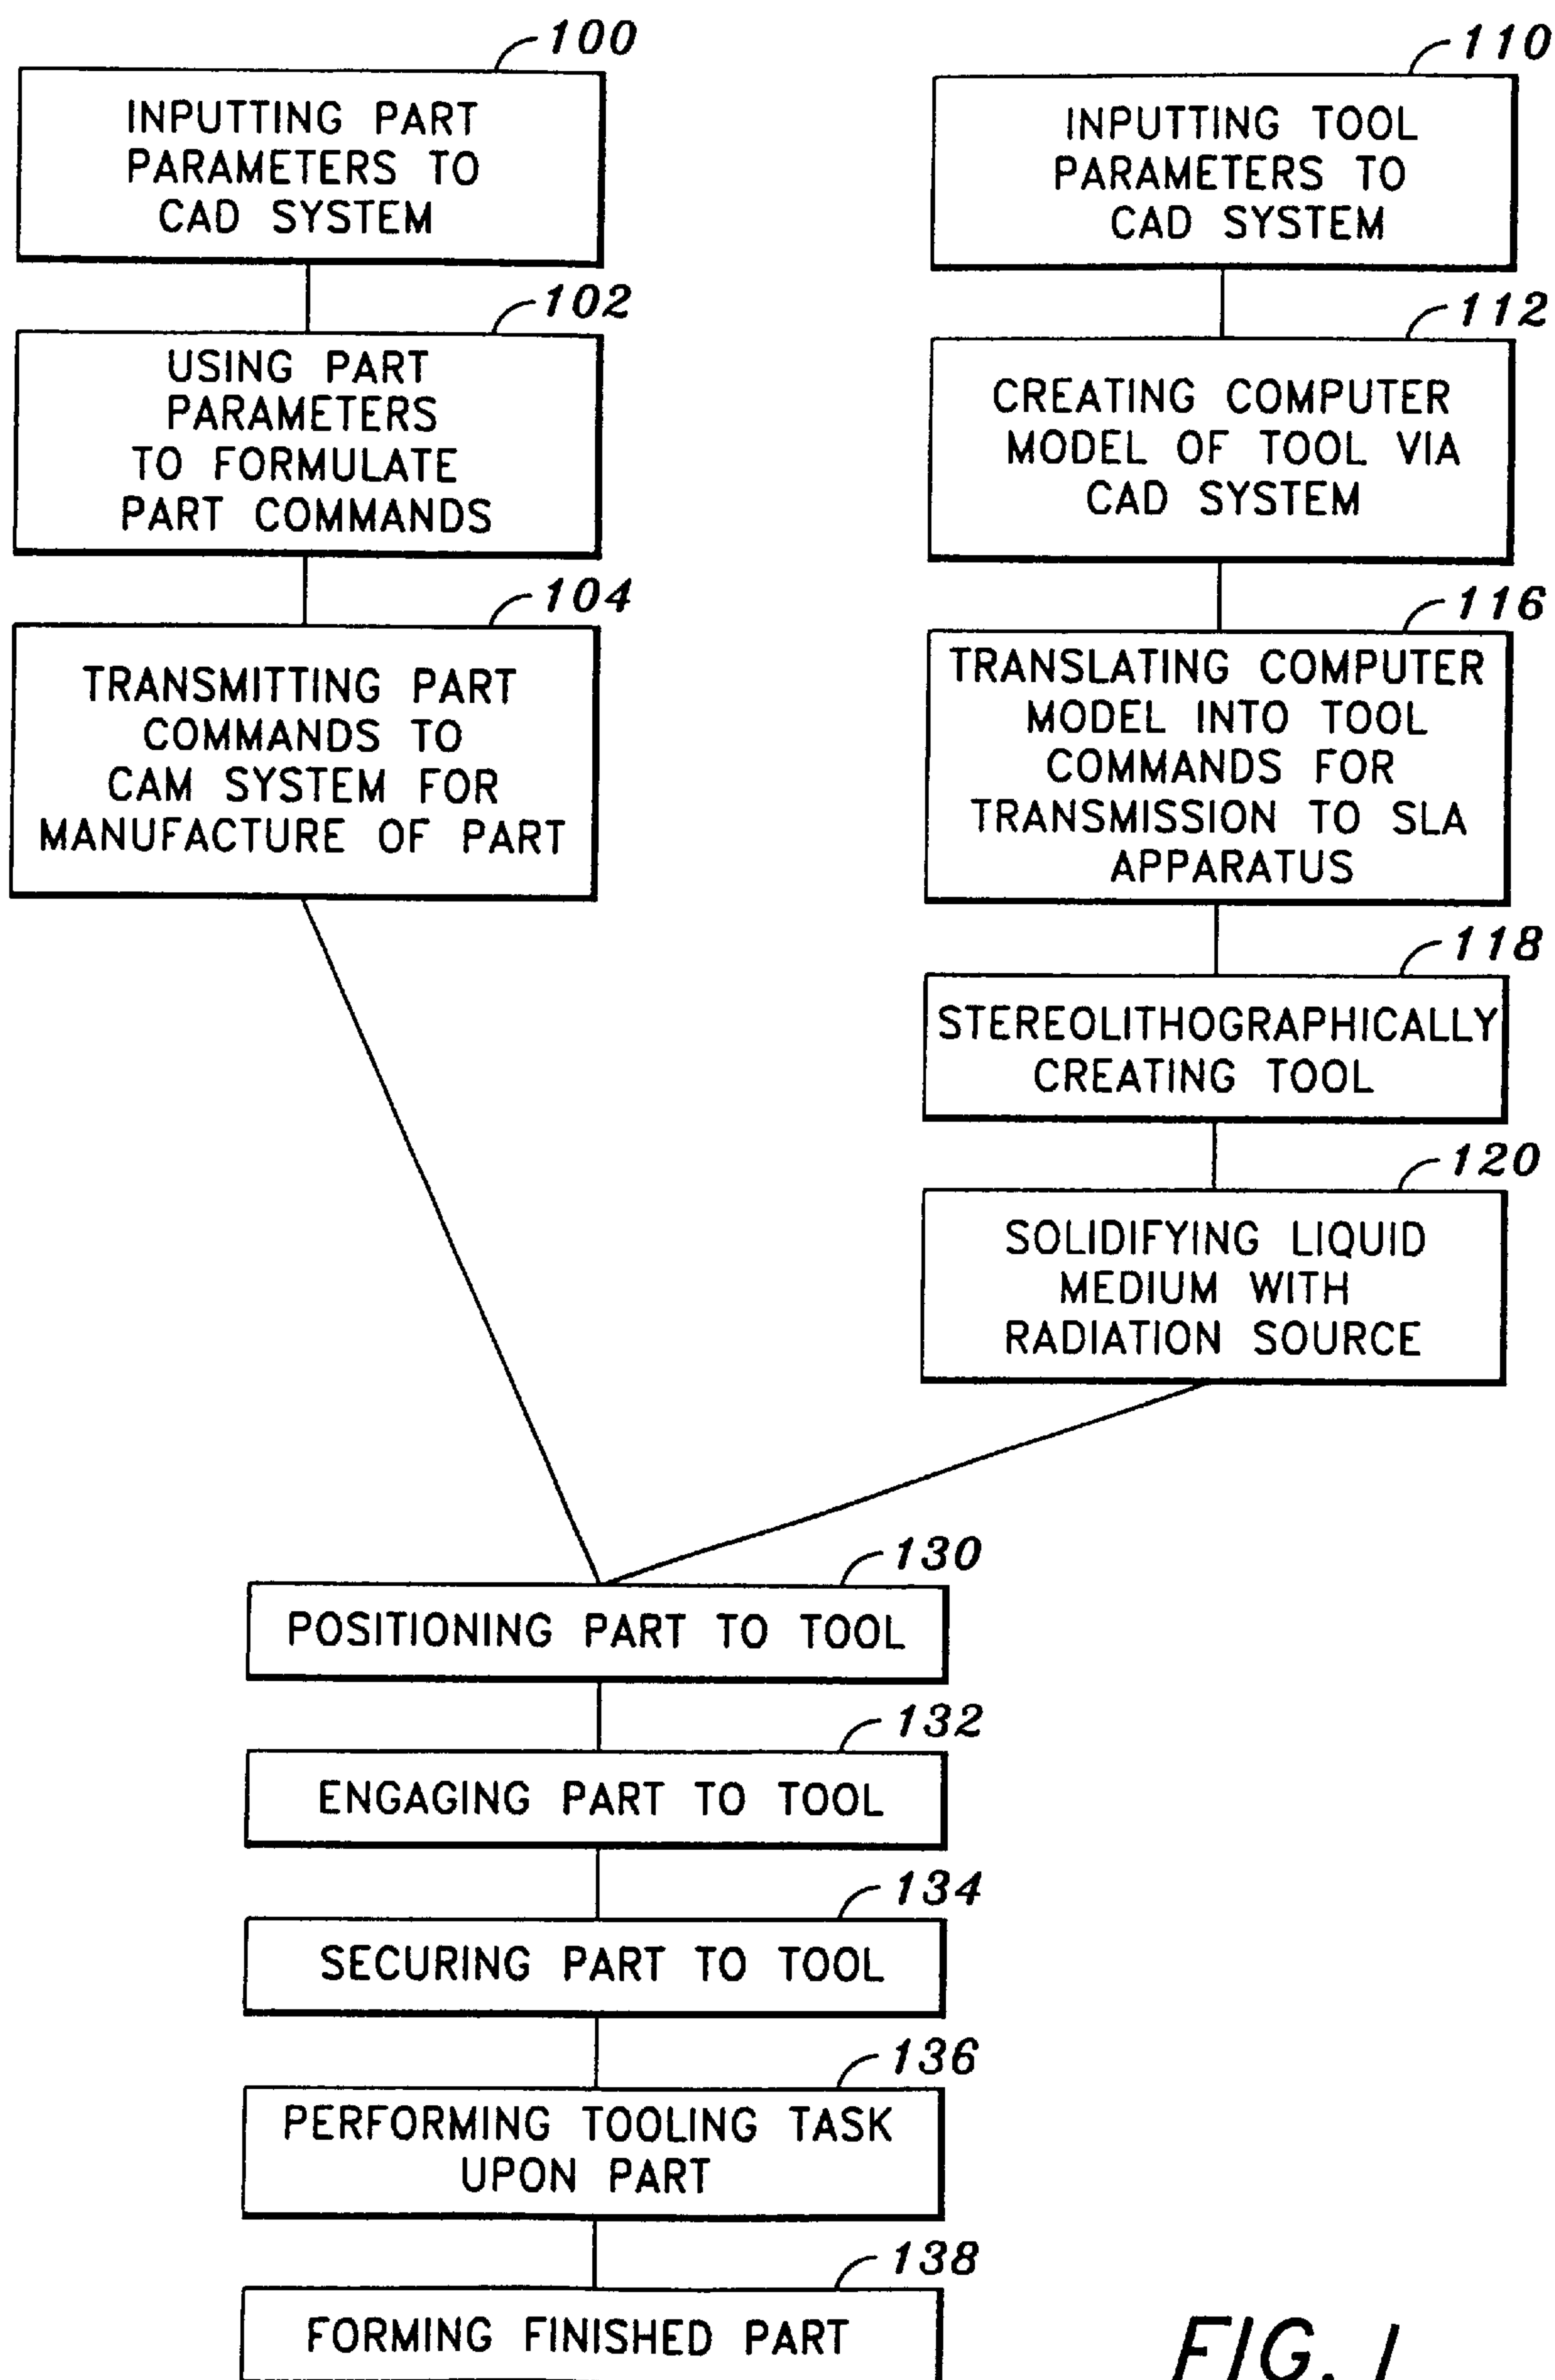 100
INPUTTING PART
PARAMETERS TO
CAD SYSTEM
102
USING PART
PARAMETERS
TO FORMULATE
PART COMMANDS
104
TRANSMITTING PART
COMMANDS TO
CAM SYSTEM FOR
MANUFACTURE OF PART
110
INPUTTING TOOL
PARAMETERS TO
CAD SYSTEM
112
CREATING COMPUTER
MODEL OF TOOL VIA
CAD SYSTEM
116
TRANSLATING COMPUTER
MODEL INTO TOOL
COMMANDS FOR
TRANSMISSION TO SLA
APPARATUS
118
STEREOLITHOGRAPHICALLY
CREATING TOOL
120
SOLIDIFYING LIQUID
MEDIUM WITH
RADIATION SOURCE
130
POSITIONING PART TO TOOL
132
ENGAGING PART TO TOOL
134
SECURING PART TO TOOL
136
PERFORMING TOOLING TASK
UPON PART
138
FORMING FINISHED PART
FIG. 1